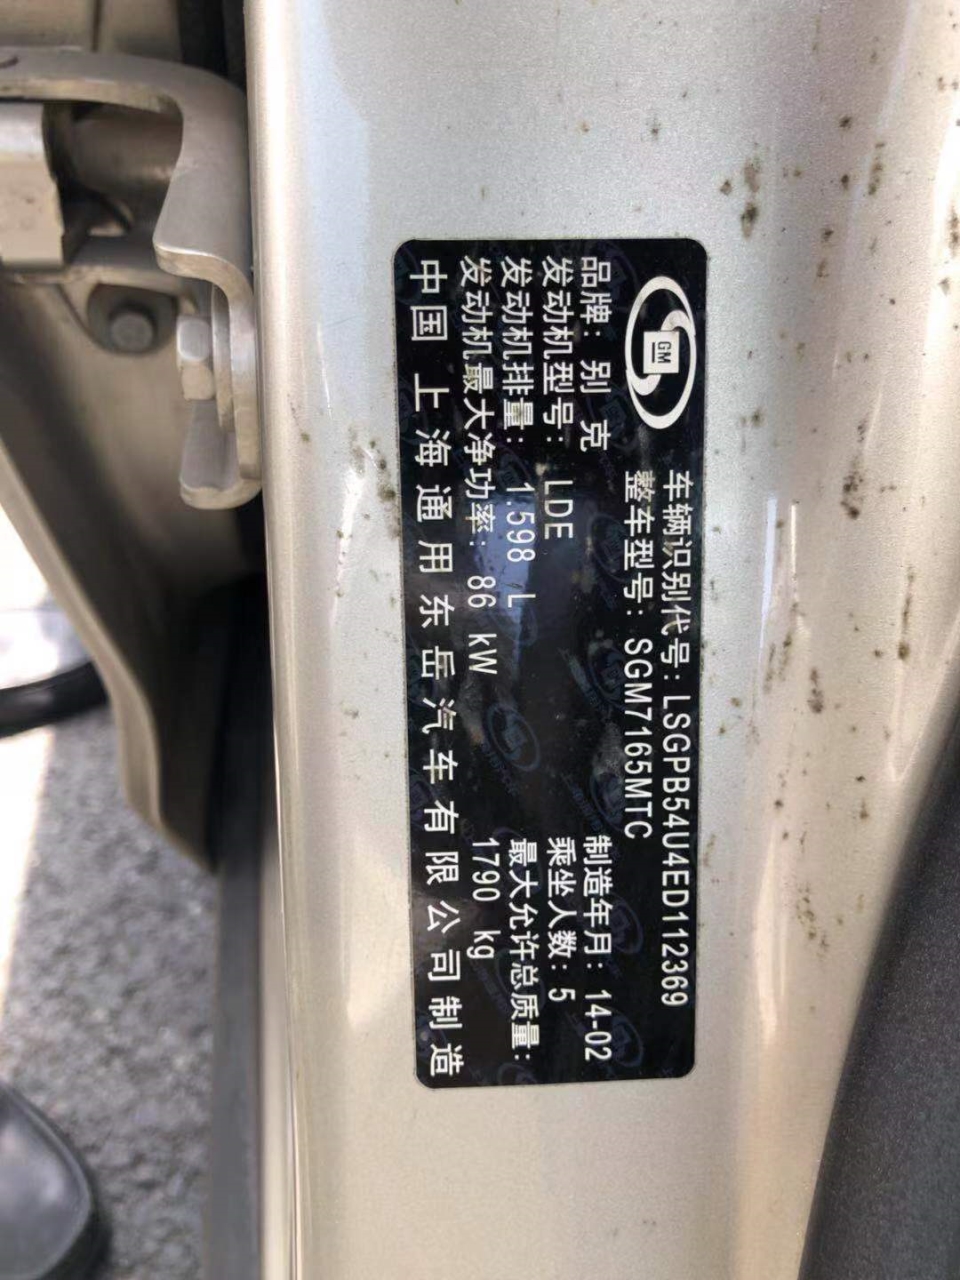 GM
车辆识别代号: LSGPB54U4ED112369
整车型号: SGM7165MTC
品牌: 别 克
制造年月: 14-02
发动机型号: LDE
乘坐人数: 5
发动机排量: 1.598 L
最大允许总质量:
发动机最大净功率: 86 kW
1790 kg
中国 上海通用东岳汽车有限公司制造